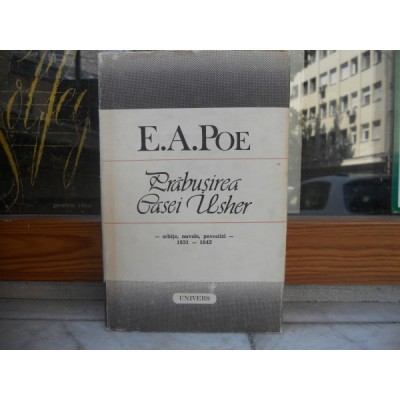 E.A.POE
Prăbușirea
Casei Usher
– schițe, nuvele, povestiri –
1831 – 1842
UNIVERS